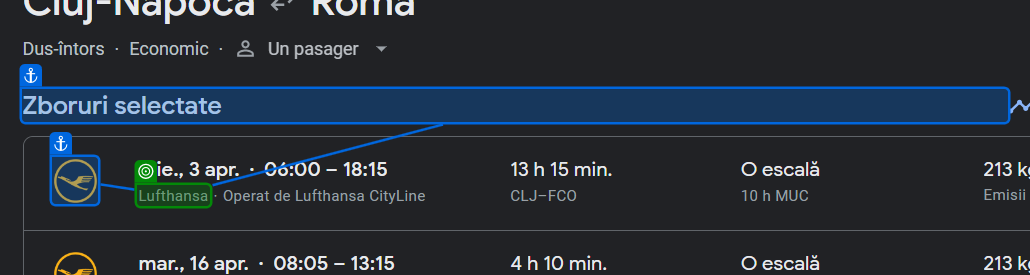 Cluj-Napoca Roma
Dus-întors · Economic · Un pasager
Zboruri selectate
ie., 3 apr. · 06:00 – 18:15 13 h 15 min. O escală 213 k
Lufthansa · Operat de Lufthansa CityLine CLJ–FCO 10 h MUC Emisii
mar., 16 apr. · 08:05 – 13:15 4 h 10 min. O escală 213 k